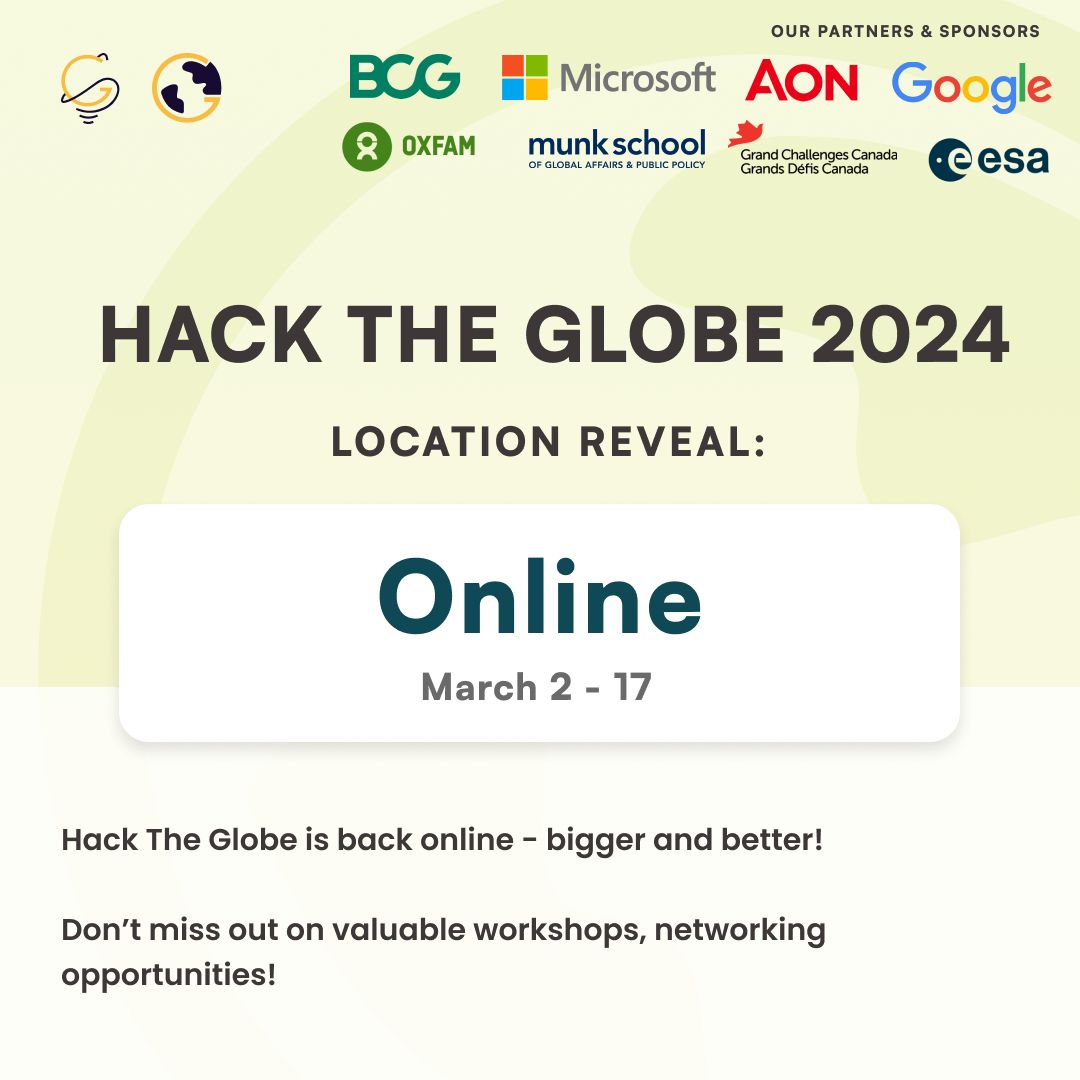 OUR PARTNERS & SPONSORS
BCG
Microsoft
AON
Google
OXFAM
munk school
OF GLOBAL AFFAIRS & PUBLIC POLICY
Grand Challenges Canada
Grands Défis Canada
esa
HACK THE GLOBE 2024
LOCATION REVEAL:
Online
March 2 - 17
Hack The Globe is back online - bigger and better!
Don’t miss out on valuable workshops, networking
opportunities!